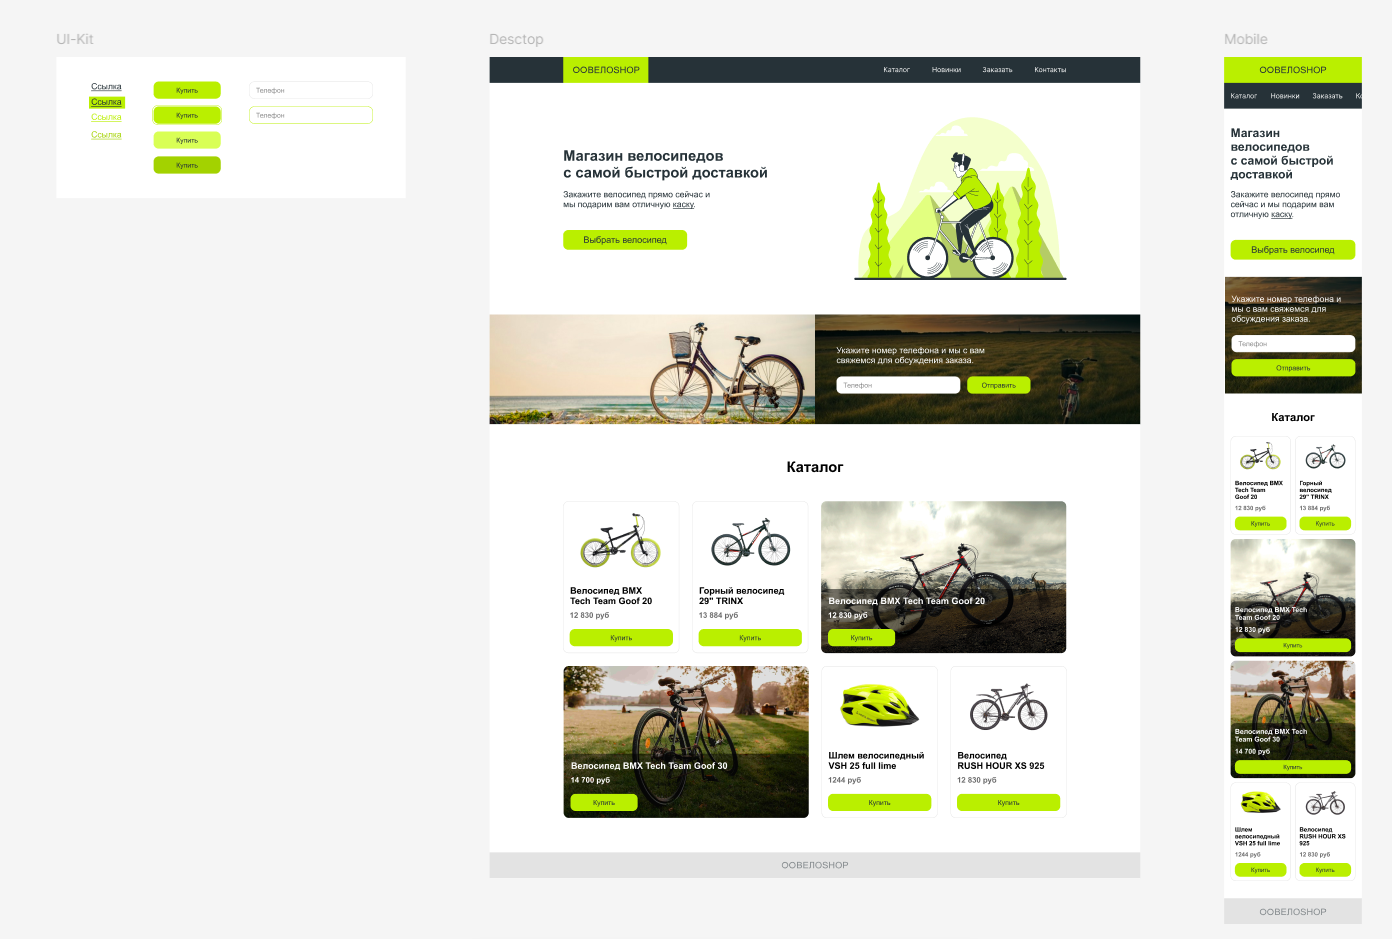 UI-Kit
Ссылка
Ссылка
Ссылка
Ссылка
Купить
Купить
Купить
Купить
Телефон
Телефон
Desctop
ООВЕЛОSHOP
Каталог
Новинки
Заказать
Контакты
Магазин велосипедов
с самой быстрой доставкой
Закажите велосипед прямо сейчас и
мы подарим вам отличную каску.
Выбрать велосипед
Укажите номер телефона и мы с вам
свяжемся для обсуждения заказа.
Телефон
Отправить
Каталог
Велосипед BMX
Tech Team Goof 20
12 830 руб
Купить
Горный велосипед
29" TRINX
13 884 руб
Купить
Велосипед BMX Tech Team Goof 20
12 830 руб
Купить
Велосипед BMX Tech Team Goof 30
14 700 руб
Купить
Шлем велосипедный
VSH 25 full lime
1244 руб
Купить
Велосипед
RUSH HOUR XS 925
12 830 руб
Купить
ООВЕЛОSHOP
Mobile
ООВЕЛОSHOP
Каталог
Новинки
Заказать
Ко
Магазин
велосипедов
с самой быстрой
доставкой
Закажите велосипед прямо
сейчас и мы подарим вам
отличную каску.
Выбрать велосипед
Укажите номер телефона и
мы с вам свяжемся для
обсуждения заказа.
Телефон
Отправить
Каталог
Велосипед BMX
Tech Team
Goof 20
12 830 руб
Купить
Горный
велосипед
29" TRINX
13 884 руб
Купить
Велосипед BMX Tech
Team Goof 20
12 830 руб
Купить
Велосипед BMX Tech
Team Goof 30
14 700 руб
Купить
Шлем
велосипедный
VSH 25 full lime
1244 руб
Купить
Велосипед
RUSH HOUR XS
925
12 830 руб
Купить
ООВЕЛОSHOP